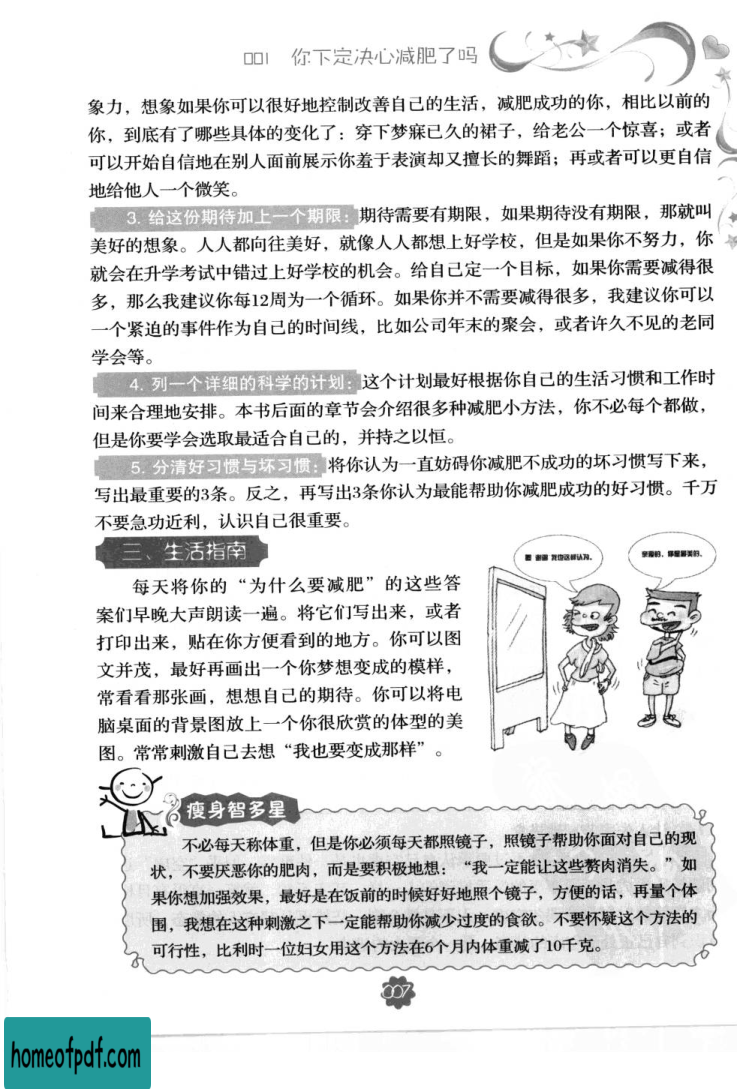 001 你下定决心减肥了吗
象力，想象如果你可以很好地控制改善自己的生活，减肥成功的你，相比以前的
你，到底有了哪些具体的变化了：穿下梦寐已久的裙子，给老公一个惊喜；或者
可以开始自信地在别人面前展示你羞于表演却又擅长的舞蹈；再或者可以更自信
地给他人一个微笑。
3. 给这份期待加上一个期限：期待需要有期限，如果期待没有期限，那就叫
美好的想象。人人都向往美好，就像人人都想上好学校，但是如果你不努力，你
就会在升学考试中错过上好学校的机会。给自己定一个目标，如果你需要减得很
多，那么我建议你每12周为一个循环。如果你并不需要减得很多，我建议你可以
一个紧迫的事件作为自己的时间线，比如公司年末的聚会，或者许久不见的老同
学会等。
4. 列一个详细的科学的计划：这个计划最好根据你自己的生活习惯和工作时
间来合理地安排。本书后面的章节会介绍很多种减肥小方法，你不必每个都做，
但是你要学会选取最适合自己的，并持之以恒。
5. 分清好习惯与坏习惯：将你认为一直妨碍你减肥不成功的坏习惯写下来，
写出最重要的3条。反之，再写出3条你认为最能帮助你减肥成功的好习惯。千万
不要急功近利，认识自己很重要。
三、生活指南
每天将你的“为什么要减肥”的这些答
案们早晚大声朗读一遍。将它们写出来，或者
打印出来，贴在你方便看到的地方。你可以图
文并茂，最好再画出一个你梦想变成的模样，
常看看那张画，想想自己的期待。你可以将电
脑桌面的背景图放上一个你很欣赏的体型的美
图。常常刺激自己去想“我也要变成那样”。
嗯 谢谢 我也这样认为。
亲爱的，你是最美的。
瘦身智多星
不必每天称体重，但是你必须每天都照镜子，照镜子帮助你面对自己的现
状，不要厌恶你的肥肉，而是要积极地想：“我一定能让这些赘肉消失。”如
果你想加强效果，最好是在饭前的时候好好地照个镜子，方便的话，再量个体
围，我想在这种刺激之下一定能帮助你减少过度的食欲。不要怀疑这个方法的
可行性，比利时一位妇女用这个方法在6个月内体重减了10千克。
007
homeofpdf.com